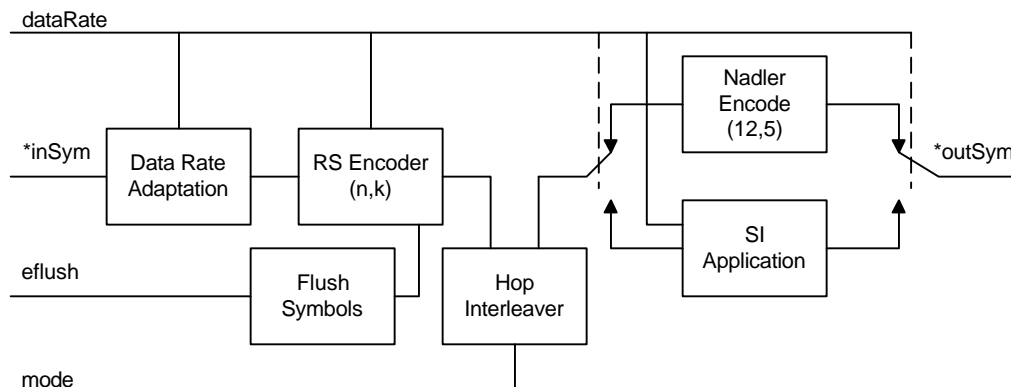 dataRate
Nadler
Encode
(12,5)
*inSym
Data Rate
Adaptation
RS Encoder
(n,k)
*outSym
SI
Application
eflush
Flush
Symbols
Hop
Interleaver
mode